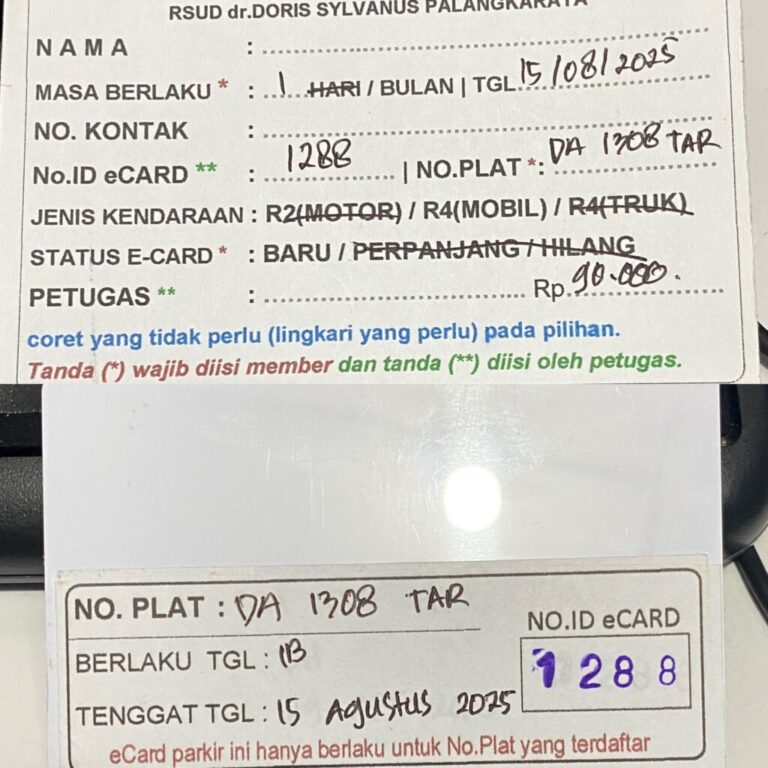 RSUD dr.DORIS SYLVANUS PALANGKARAYA
NAMA :
MASA BERLAKU * : 1 HARI / BULAN | TGL 15/08/2025
NO. KONTAK :
No.ID eCARD ** : 1288 | NO.PLAT *: DA 1308 TAR
JENIS KENDARAAN : R2(MOTOR) / R4(MOBIL) / R4(TRUK)
STATUS E-CARD * : BARU / PERPANJANG / HILANG
PETUGAS ** : Rp. 90.000.
coret yang tidak perlu (lingkari yang perlu) pada pilihan.
Tanda (*) wajib diisi member dan tanda (**) diisi oleh petugas.
NO. PLAT : DA 1308 TAR
NO.ID eCARD
1288
BERLAKU TGL : 1B
TENGGAT TGL : 15 Agustus 2025
eCard parkir ini hanya berlaku untuk No.Plat yang terdaftar